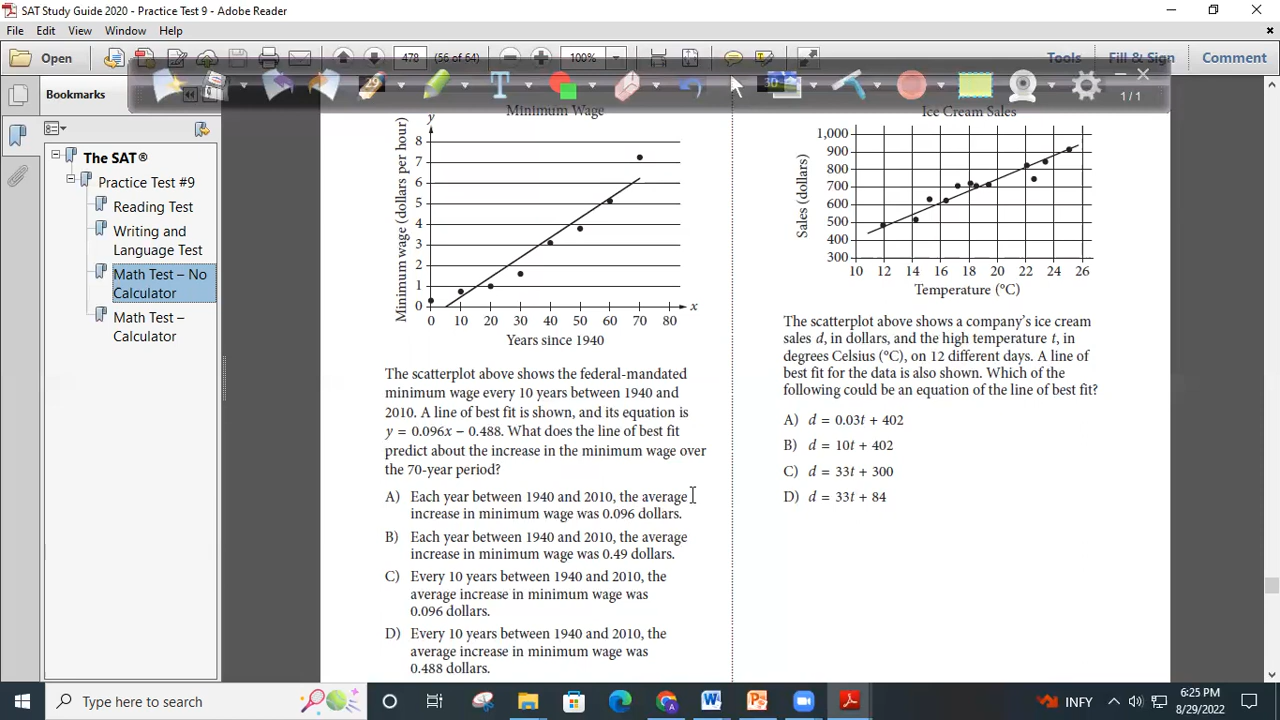 SAT Study Guide 2020 - Practice Test 9 - Adobe Reader
File Edit View Window Help
Open
478
(56 of 64)
100%
Tools
Fill & Sign
Comment
29
T
30
1/1
Bookmarks
The SAT®
Practice Test #9
Reading Test
Writing and
Language Test
Math Test – No
Calculator
Math Test –
Calculator
Minimum Wage
y
Minimum wage (dollars per hour)
8
7
6
5
4
3
2
1
0
x
0 10 20 30 40 50 60 70 80
Years since 1940
The scatterplot above shows the federal-mandated
minimum wage every 10 years between 1940 and
2010. A line of best fit is shown, and its equation is
y = 0.096x − 0.488. What does the line of best fit
predict about the increase in the minimum wage over
the 70-year period?
A) Each year between 1940 and 2010, the average
increase in minimum wage was 0.096 dollars.
B) Each year between 1940 and 2010, the average
increase in minimum wage was 0.49 dollars.
C) Every 10 years between 1940 and 2010, the
average increase in minimum wage was
0.096 dollars.
D) Every 10 years between 1940 and 2010, the
average increase in minimum wage was
0.488 dollars.
Ice Cream Sales
Sales (dollars)
1,000
900
800
700
600
500
400
300
10 12 14 16 18 20 22 24 26
Temperature (°C)
The scatterplot above shows a company's ice cream
sales d, in dollars, and the high temperature t, in
degrees Celsius (°C), on 12 different days. A line of
best fit for the data is also shown. Which of the
following could be an equation of the line of best fit?
A) d = 0.03t + 402
B) d = 10t + 402
C) d = 33t + 300
D) d = 33t + 84
Type here to search
INFY
6:25 PM
8/29/2022